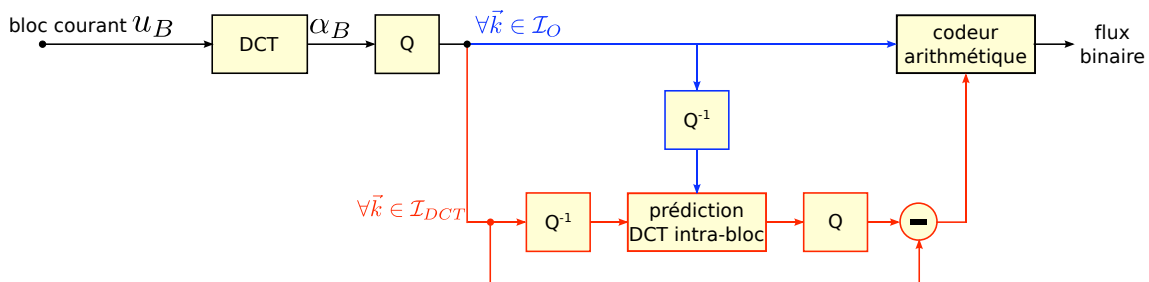 bloc courant u_B
DCT
α_B
Q
∀k⃗ ∈ I_O
codeur
arithmétique
flux
binaire
Q⁻¹
∀k⃗ ∈ I_DCT
Q⁻¹
prédiction
DCT intra-bloc
Q
−